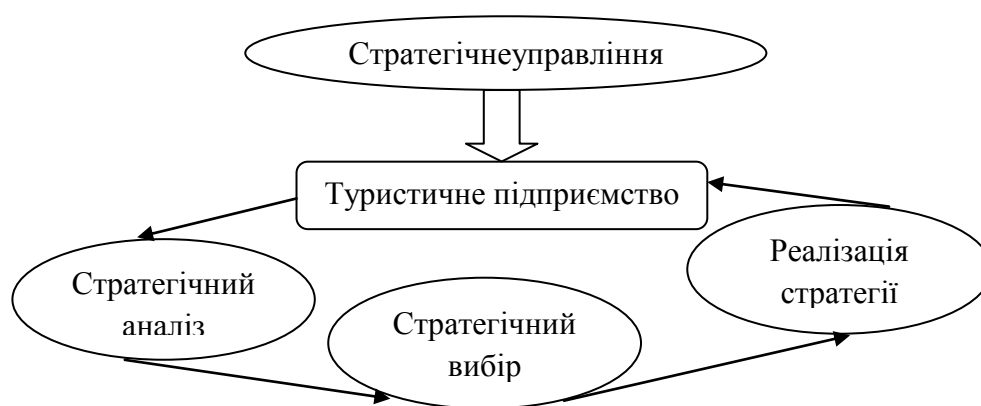 Стратегічнеуправління
Туристичне підприємство
Стратегічний
аналіз
Стратегічний
вибір
Реалізація
стратегії